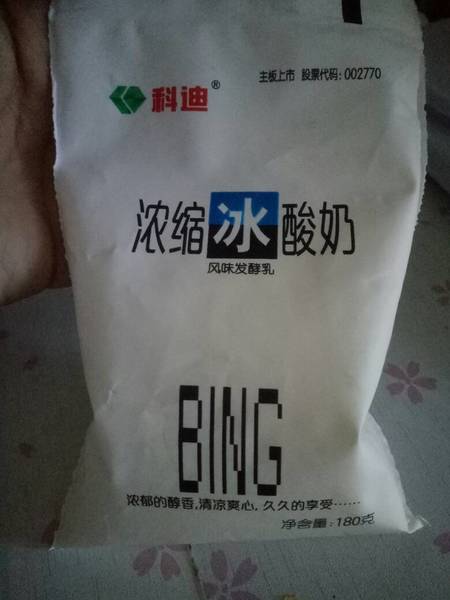 主板上市 股票代码:002770
科迪®
浓缩冰酸奶
风味发酵乳
BING
浓郁的醇香,清凉爽心,久久的享受……
净含量:180克